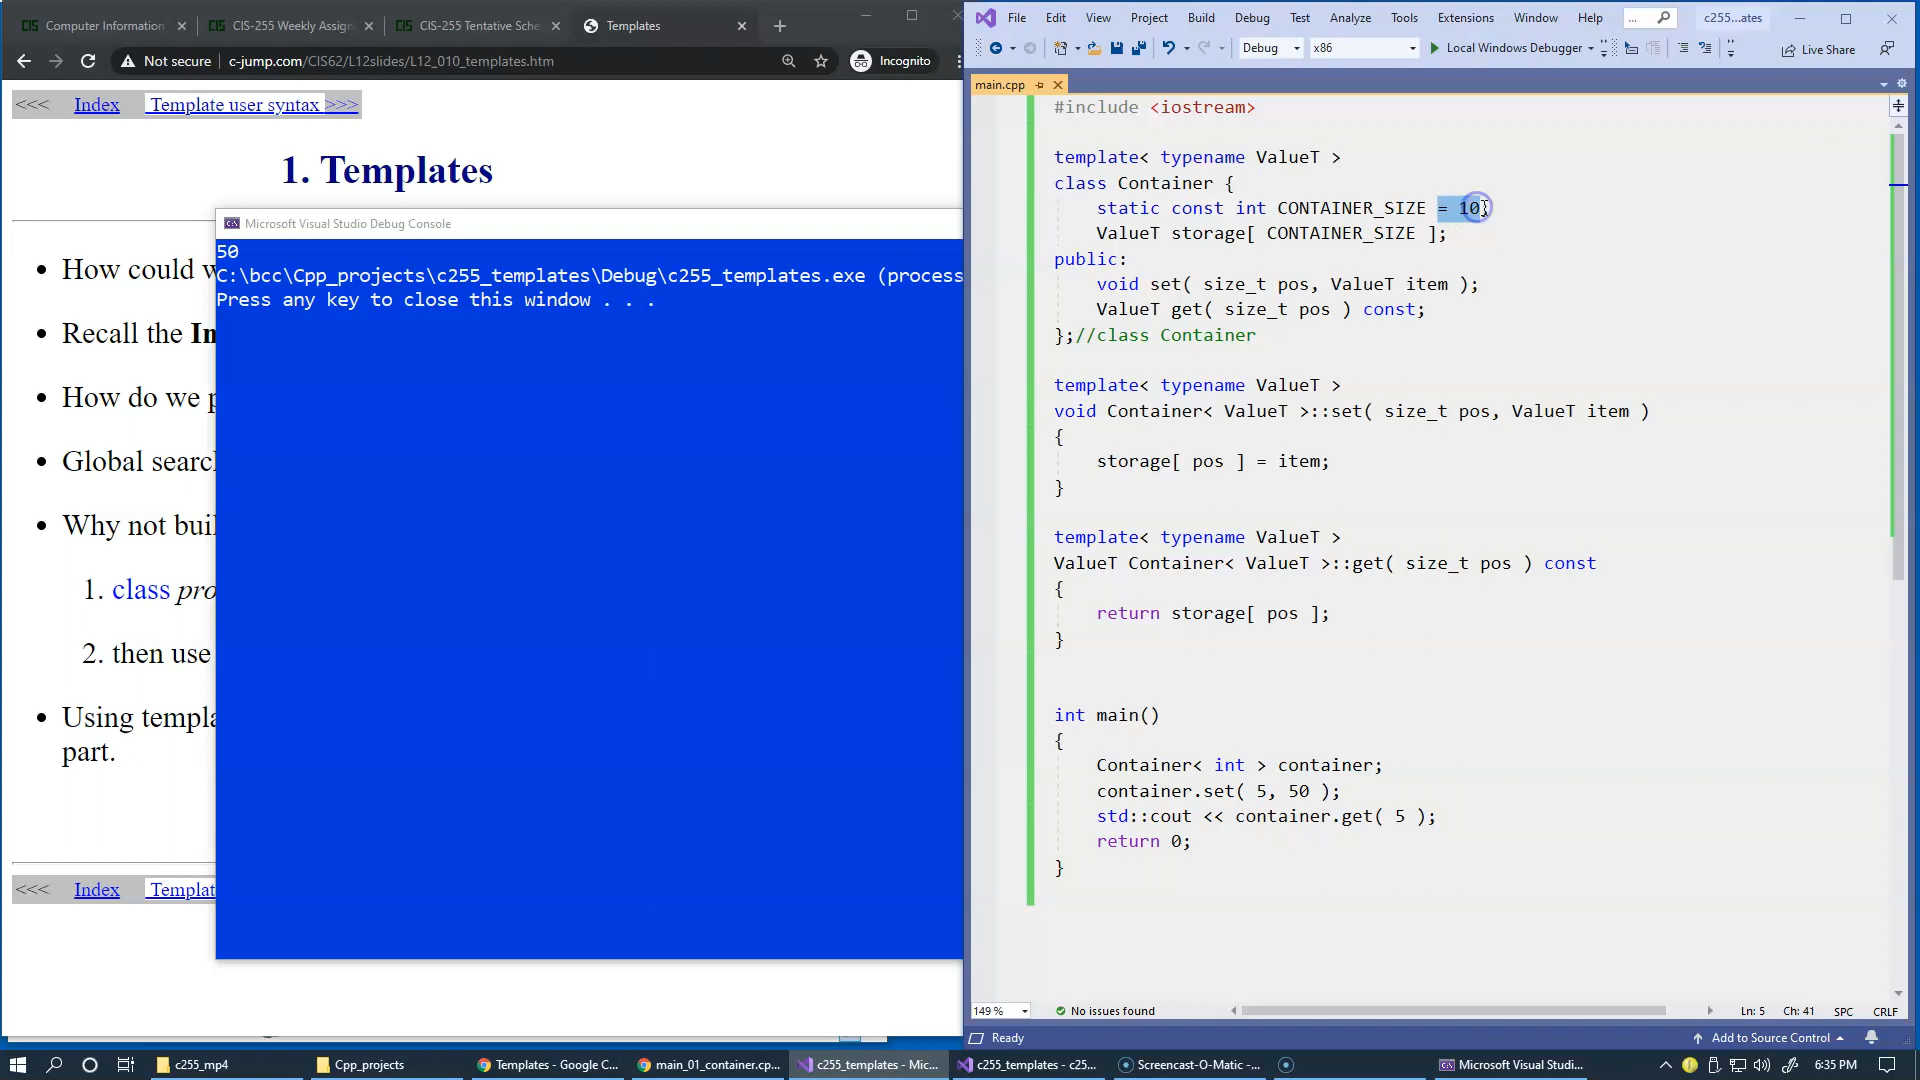 Computer Information
CIS-255 Weekly Assign
CIS-255 Tentative Sche
Templates
Not secure
c-jump.com/CIS62/L12slides/L12_010_templates.htm
Incognito
<<< Index Template user syntax >>>
1. Templates
How could w
Recall the In
How do we p
Global searc
Why not buil
1. class pro
2. then use
Using templa
part.
<<< Index Templat
Microsoft Visual Studio Debug Console
50
C:\bcc\Cpp_projects\c255_templates\Debug\c255_templates.exe (process
Press any key to close this window . . .
File Edit View Project Build Debug Test Analyze Tools Extensions Window Help ... c255...ates
Debug x86 Local Windows Debugger Live Share
main.cpp
#include <iostream>
template< typename ValueT >
class Container {
static const int CONTAINER_SIZE = 10;
ValueT storage[ CONTAINER_SIZE ];
public:
void set( size_t pos, ValueT item );
ValueT get( size_t pos ) const;
};//class Container
template< typename ValueT >
void Container< ValueT >::set( size_t pos, ValueT item )
{
storage[ pos ] = item;
}
template< typename ValueT >
ValueT Container< ValueT >::get( size_t pos ) const
{
return storage[ pos ];
}
int main()
{
Container< int > container;
container.set( 5, 50 );
std::cout << container.get( 5 );
return 0;
}
149 % No issues found Ln: 5 Ch: 41 SPC CRLF
Ready Add to Source Control
c255_mp4
Cpp_projects
Templates - Google C...
main_01_container.cp...
c255_templates - Mic...
c255_templates - c25...
Screencast-O-Matic -...
Microsoft Visual Studi...
6:35 PM